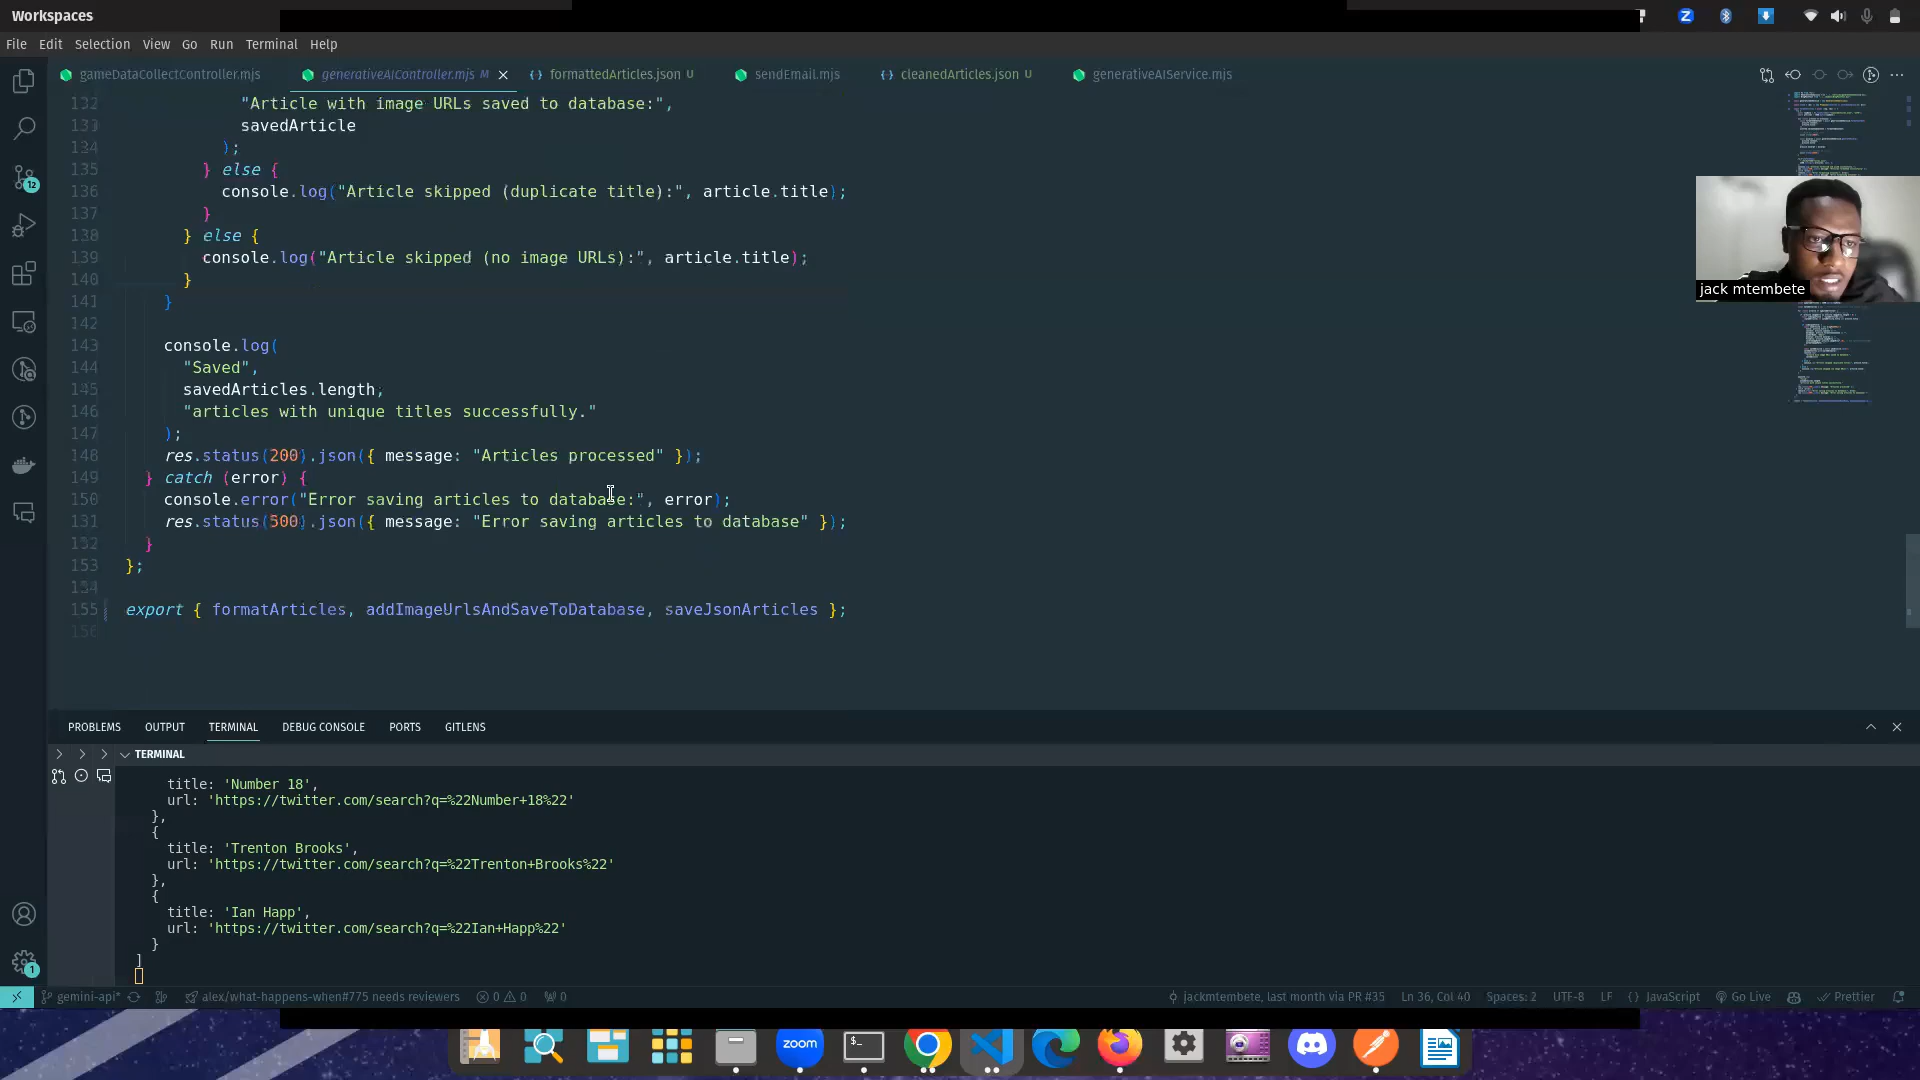 Workspaces
File Edit Selection View Go Run Terminal Help
gameDataCollectController.mjs generativeAIController.mjs M formattedArticles.json U sendEmail.mjs cleanedArticles.json U generativeAIService.mjs
132 "Article with image URLs saved to database:",
savedArticle
134 );
135 } else {
136 console.log("Article skipped (duplicate title):", article.title);
137 }
138 } else {
139 console.log("Article skipped (no image URLs):", article.title);
140 }
141 }
142
143 console.log(
144 "Saved",
145 savedArticles.length,
146 "articles with unique titles successfully."
147 );
148 res.status(200).json({ message: "Articles processed" });
149 } catch (error) {
150 console.error("Error saving articles to database:", error);
res.status(500).json({ message: "Error saving articles to database" });
}
153 };
154
155 export { formatArticles, addImageUrlsAndSaveToDatabase, saveJsonArticles };
156
12
jack mtembete
PROBLEMS OUTPUT TERMINAL DEBUG CONSOLE PORTS GITLENS
TERMINAL
title: 'Number 18',
url: 'https://twitter.com/search?q=%22Number+18%22'
},
{
title: 'Trenton Brooks',
url: 'https://twitter.com/search?q=%22Trenton+Brooks%22'
},
{
title: 'Ian Happ',
url: 'https://twitter.com/search?q=%22Ian+Happ%22'
}
]
1
gemini-api* alex/what-happens-when#775 needs reviewers 0 0 0 jackmtembete, last month via PR #35 Ln 36, Col 40 Spaces: 2 UTF-8 LF {} JavaScript Go Live Prettier
zoom